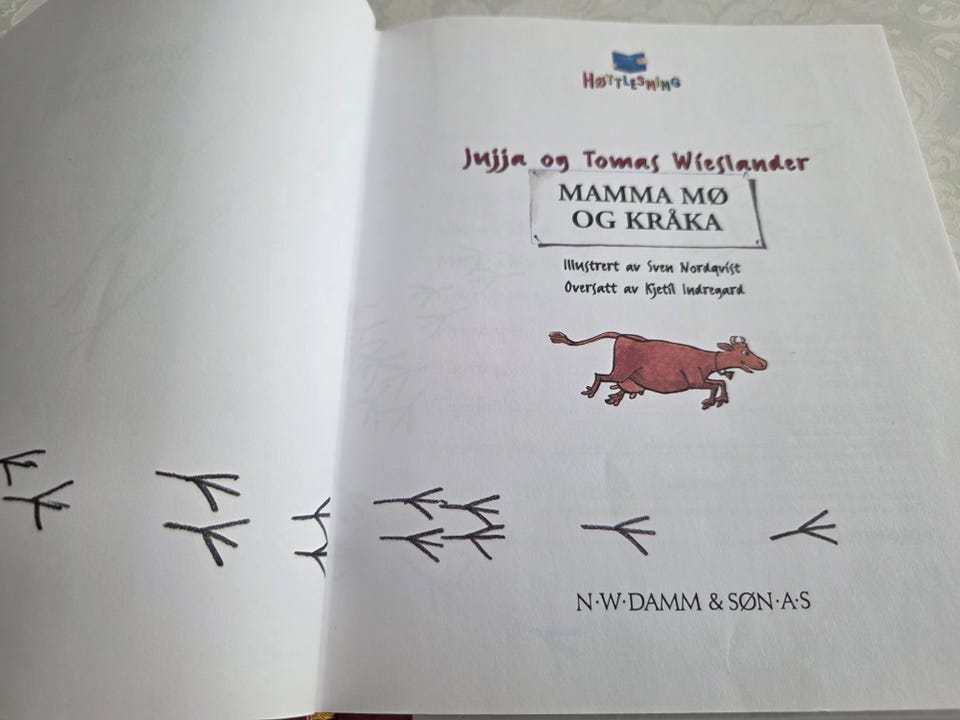 HØYTLESNING
Jujja og Tomas Wieslander
MAMMA MØ
OG KRÅKA
Illustrert av Sven Nordqvist
Oversatt av Kjetil Indregard
N·W·DAMM & SØN·A·S